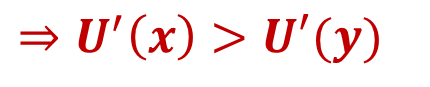 ⇒ U′(x) > U′(y)